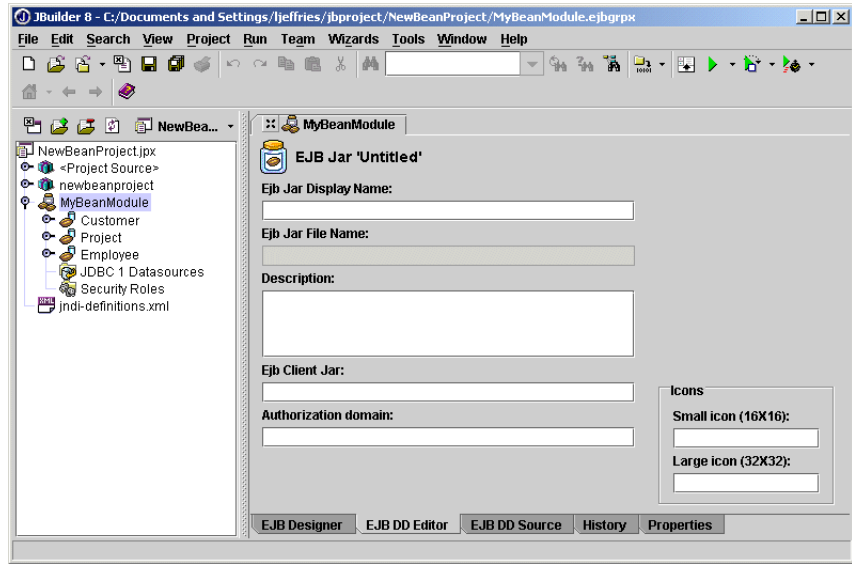 JBuilder 8 - C:/Documents and Settings/ljeffries/jbproject/NewBeanProject/MyBeanModule.ejbgrpx
File Edit Search View Project Run Team Wizards Tools Window Help
NewBea...
NewBeanProject.jpx
<Project Source>
newbeanproject
MyBeanModule
Customer
Project
Employee
JDBC 1 Datasources
Security Roles
jndi-definitions.xml
MyBeanModule
EJB Jar 'Untitled'
Ejb Jar Display Name:
Ejb Jar File Name:
Description:
Ejb Client Jar:
Authorization domain:
Icons
Small icon (16X16):
Large icon (32X32):
EJB Designer EJB DD Editor EJB DD Source History Properties